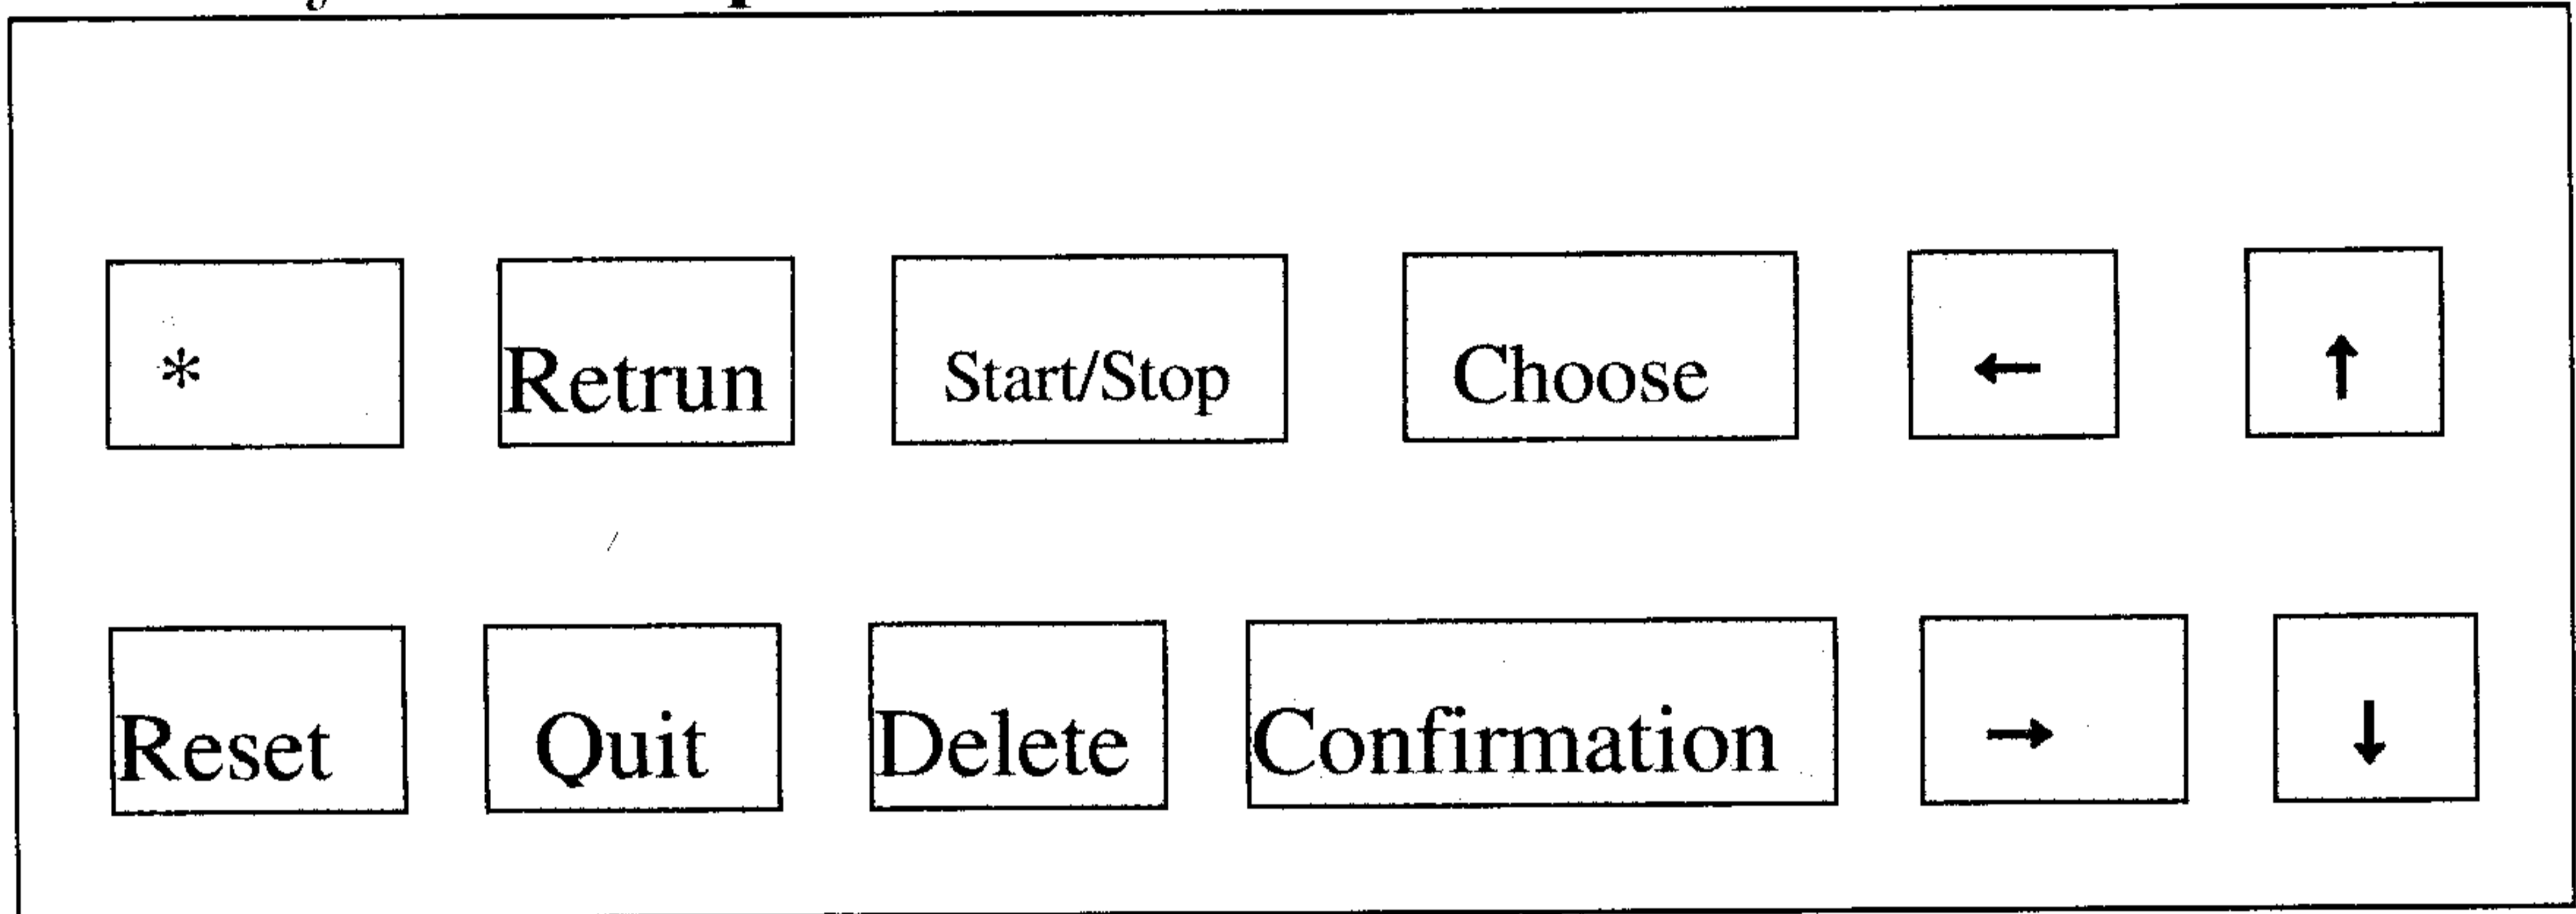 * Retrun Start/Stop Choose ← ↑
Reset Quit Delete Confirmation → ↓